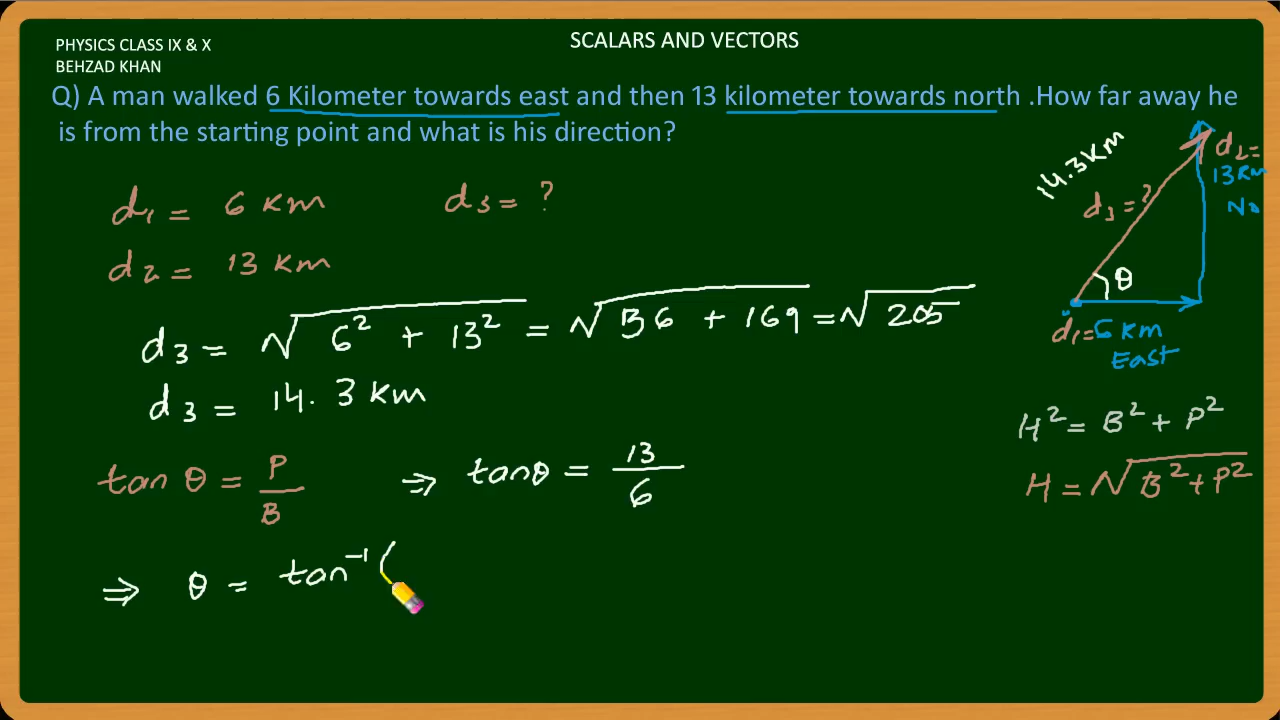 PHYSICS CLASS IX & X
BEHZAD KHAN
SCALARS AND VECTORS
Q) A man walked 6 Kilometer towards east and then 13 kilometer towards north .How far away he
is from the starting point and what is his direction?
d₁ = 6 km
d₃ = ?
d₂ = 13 km
d₃ = √(6² + 13²) = √(36 + 169) = √205
d₃ = 14.3 km
tan θ = P/B ⇒ tanθ = 13/6
⇒ θ = tan⁻¹ (
14.3 km
d₂ =
13 km
No
d₃ = ?
θ
d₁ = 6 km
East
H² = B² + P²
H = √(B² + P²)